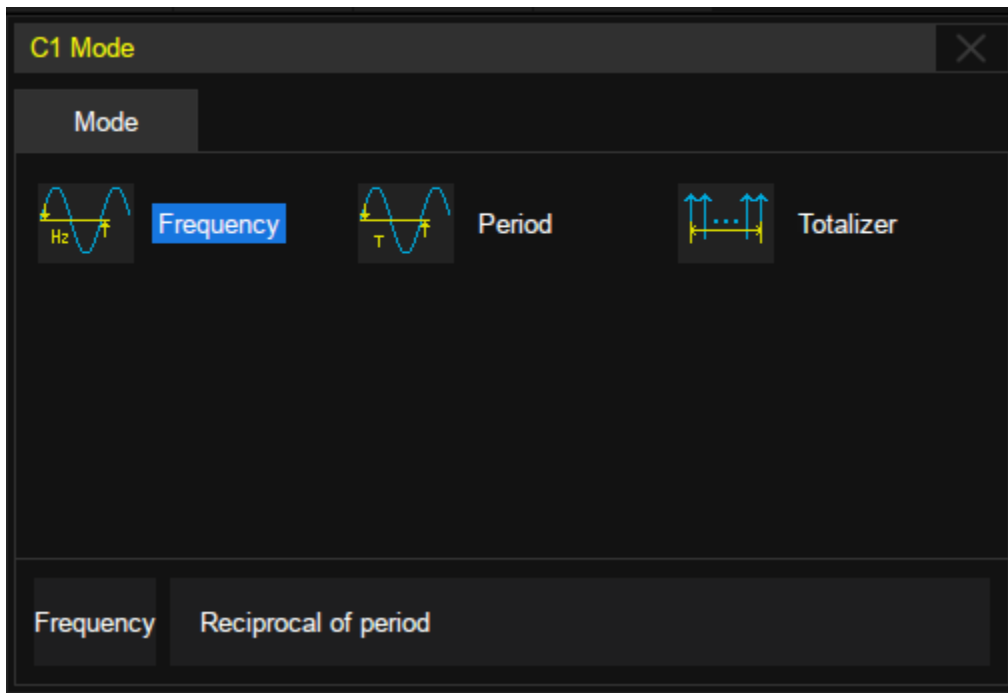 C1 Mode
Mode
Hz
Frequency
T
Period
Totalizer
Frequency
Reciprocal of period